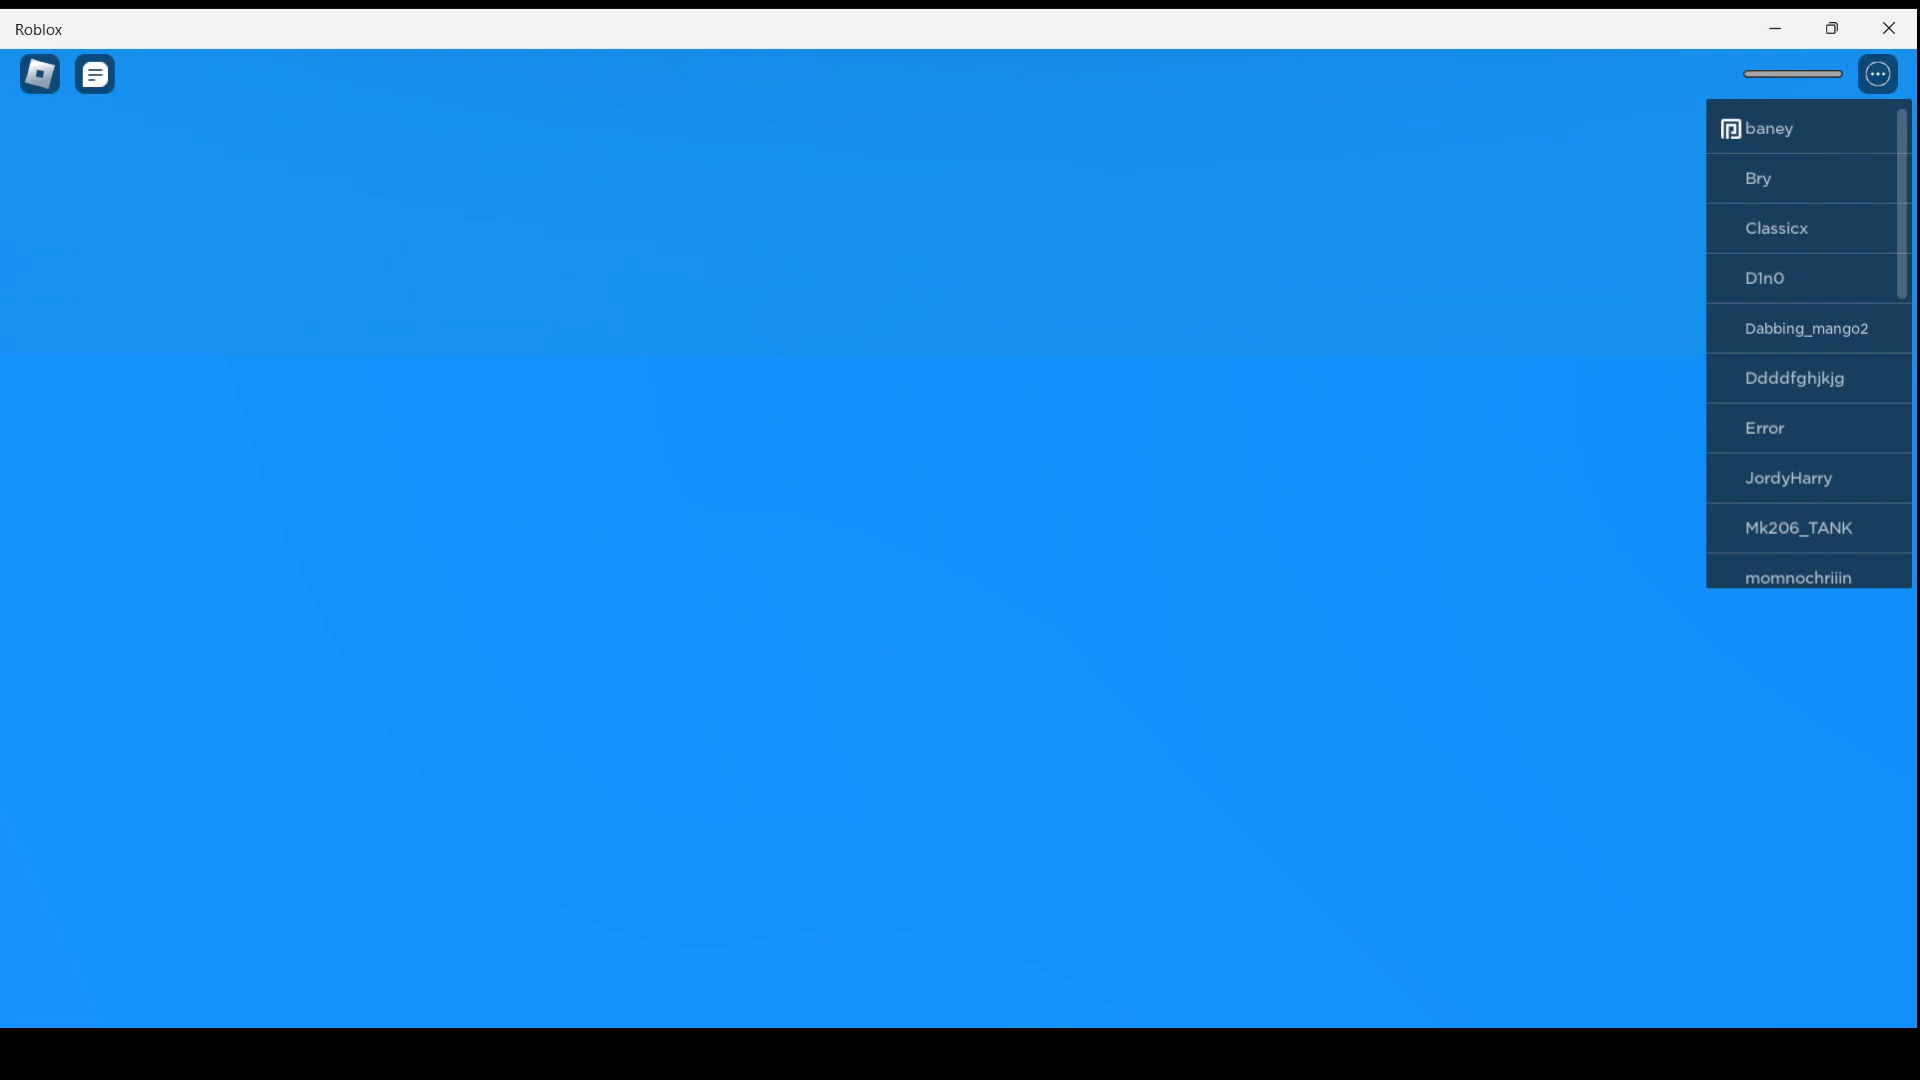 Roblox
baney
Bry
Classicx
D1n0
Dabbing_mango2
Ddddfghjkjg
Error
JordyHarry
Mk206_TANK
momnochriiin